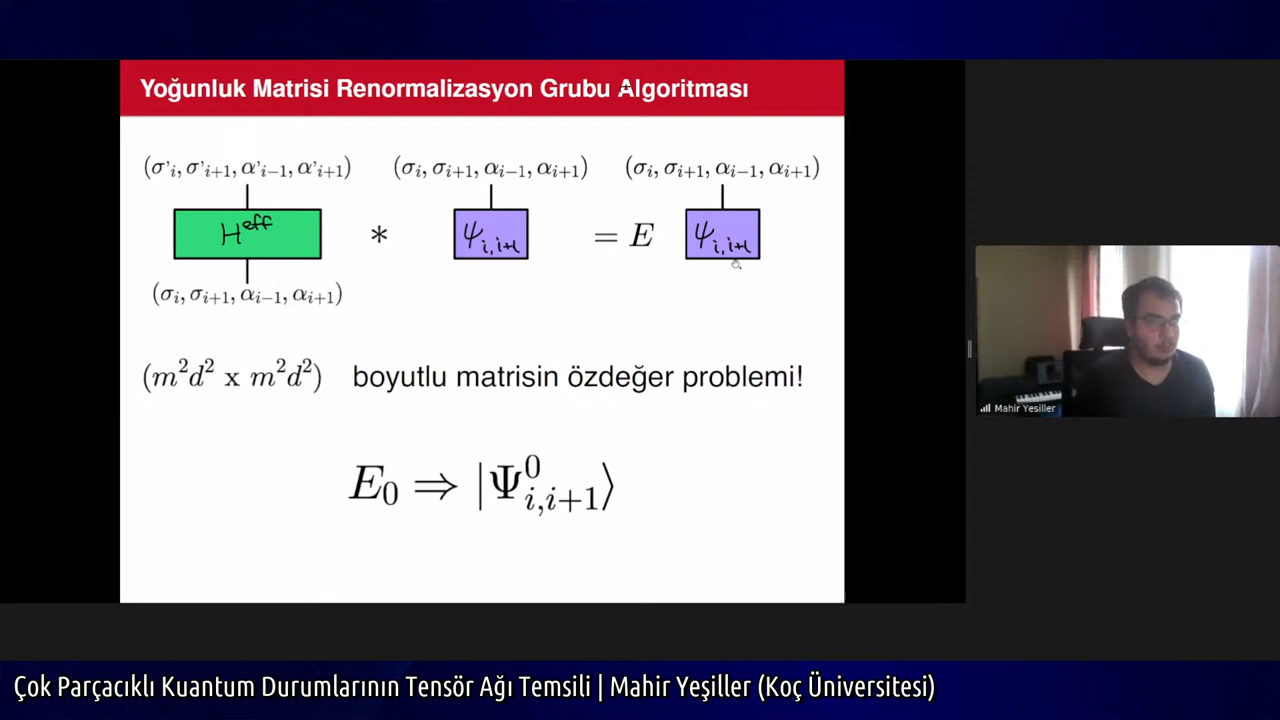 Yoğunluk Matrisi Renormalizasyon Grubu Algoritması
(σ'i, σ'i+1, α'i−1, α'i+1) (σi, σi+1, αi−1, αi+1) (σi, σi+1, αi−1, αi+1)
H^eff * ψi,i+1 = E ψi,i+1
(σi, σi+1, αi−1, αi+1)
(m²d² x m²d²) boyutlu matrisin özdeğer problemi!
E₀ ⇒ |Ψ⁰i,i+1⟩
Mahir Yesiller
Çok Parçacıklı Kuantum Durumlarının Tensör Ağı Temsili | Mahir Yeşiller (Koç Üniversitesi)